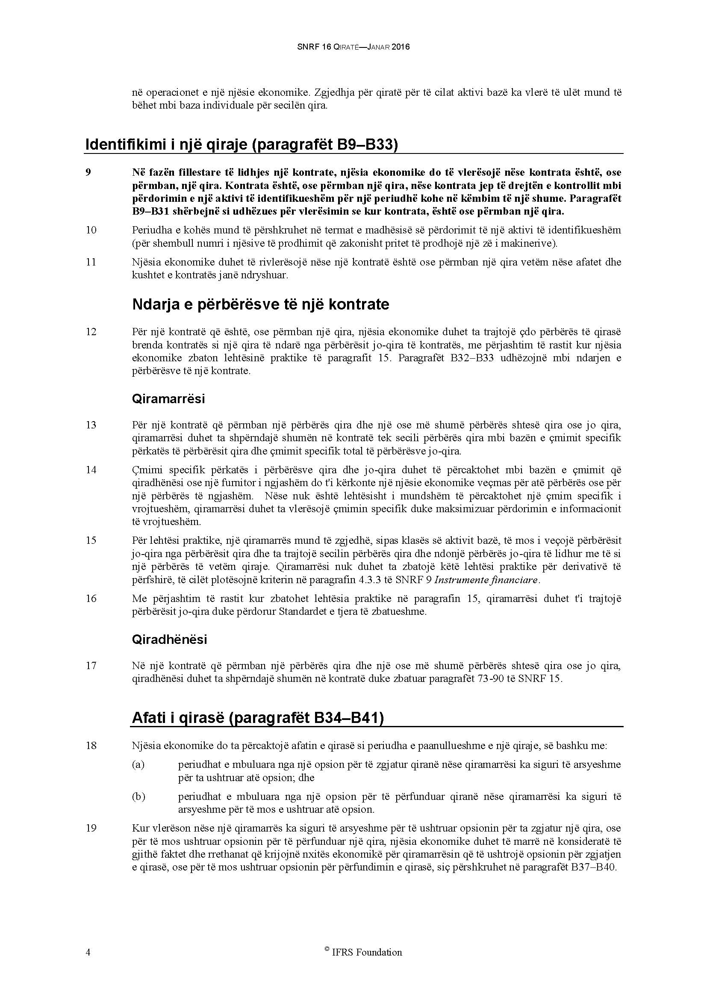 SNRF 16 QIRATË—JANAR 2016
në operacionet e një njësie ekonomike. Zgjedhja për qiratë për të cilat aktivi bazë ka vlerë të ulët mund të
bëhet mbi baza individuale për secilën qira.
Identifikimi i një qiraje (paragrafët B9–B33)
9 Në fazën fillestare të lidhjes një kontrate, njësia ekonomike do të vlerësojë nëse kontrata është, ose
përmban, një qira. Kontrata është, ose përmban një qira, nëse kontrata jep të drejtën e kontrollit mbi
përdorimin e një aktivi të identifikueshëm për një periudhë kohe në këmbim të një shume. Paragrafët
B9–B31 shërbejnë si udhëzues për vlerësimin se kur kontrata, është ose përmban një qira.
10 Periudha e kohës mund të përshkruhet në termat e madhësisë së përdorimit të një aktivi të identifikueshëm
(për shembull numri i njësive të prodhimit që zakonisht pritet të prodhojë një zë i makinerive).
11 Njësia ekonomike duhet të rivlerësojë nëse një kontratë është ose përmban një qira vetëm nëse afatet dhe
kushtet e kontratës janë ndryshuar.
Ndarja e përbërësve të një kontrate
12 Për një kontratë që është, ose përmban një qira, njësia ekonomike duhet ta trajtojë çdo përbërës të qirasë
brenda kontratës si një qira të ndarë nga përbërësit jo-qira të kontratës, me përjashtim të rastit kur njësia
ekonomike zbaton lehtësinë praktike të paragrafit 15. Paragrafët B32–B33 udhëzojnë mbi ndarjen e
përbërësve të një kontrate.
Qiramarrësi
13 Për një kontratë që përmban një përbërës qira dhe një ose më shumë përbërës shtesë qira ose jo qira,
qiramarrësi duhet ta shpërndajë shumën në kontratë tek secili përbërës qira mbi bazën e çmimit specifik
përkatës të përbërësit qira dhe çmimit specifik total të përbërësve jo-qira.
14 Çmimi specifik përkatës i përbërësve qira dhe jo-qira duhet të përcaktohet mbi bazën e çmimit që
qiradhënësi ose një furnitor i ngjashëm do t'i kërkonte një njësie ekonomike veçmas për atë përbërës ose për
një përbërës të ngjashëm. Nëse nuk është lehtësisht i mundshëm të përcaktohet një çmim specifik i
vrojtueshëm, qiramarrësi duhet ta vlerësojë çmimin specifik duke maksimizuar përdorimin e informacionit
të vrojtueshëm.
15 Për lehtësi praktike, një qiramarrës mund të zgjedhë, sipas klasës së aktivit bazë, të mos i veçojë përbërësit
jo-qira nga përbërësit qira dhe ta trajtojë secilin përbërës qira dhe ndonjë përbërës jo-qira të lidhur me të si
një përbërës të vetëm qiraje. Qiramarrësi nuk duhet ta zbatojë këtë lehtësi praktike për derivativë të
përfshirë, të cilët plotësojnë kriterin në paragrafin 4.3.3 të SNRF 9 Instrumente financiare.
16 Me përjashtim të rastit kur zbatohet lehtësia praktike në paragrafin 15, qiramarrësi duhet t'i trajtojë
përbërësit jo-qira duke përdorur Standardet e tjera të zbatueshme.
Qiradhënësi
17 Në një kontratë që përmban një përbërës qira dhe një ose më shumë përbërës shtesë qira ose jo qira,
qiradhënësi duhet ta shpërndajë shumën në kontratë duke zbatuar paragrafët 73-90 të SNRF 15.
Afati i qirasë (paragrafët B34–B41)
18 Njësia ekonomike do ta përcaktojë afatin e qirasë si periudha e paanullueshme e një qiraje, së bashku me:
(a) periudhat e mbuluara nga një opsion për të zgjatur qiranë nëse qiramarrësi ka siguri të arsyeshme
për ta ushtruar atë opsion; dhe
(b) periudhat e mbuluara nga një opsion për të përfunduar qiranë nëse qiramarrësi ka siguri të
arsyeshme për të mos e ushtruar atë opsion.
19 Kur vlerëson nëse një qiramarrës ka siguri të arsyeshme për të ushtruar opsionin për ta zgjatur një qira, ose
për të mos ushtruar opsionin për të përfunduar një qira, njësia ekonomike duhet të marrë në konsideratë të
gjithë faktet dhe rrethanat që krijojnë nxitës ekonomikë për qiramarrësin që të ushtrojë opsionin për zgjatjen
e qirasë, ose për të mos ushtruar opsionin për përfundimin e qirasë, siç përshkruhet në paragrafët B37–B40.
4 © IFRS Foundation